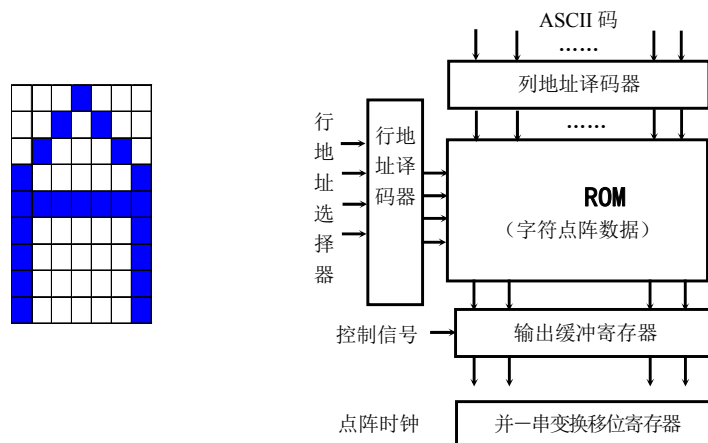 ASCII 码
……
列地址译码器
……
行地址选择器
行地址译码器
ROM
（字符点阵数据）
控制信号
输出缓冲寄存器
点阵时钟
并一串变换移位寄存器